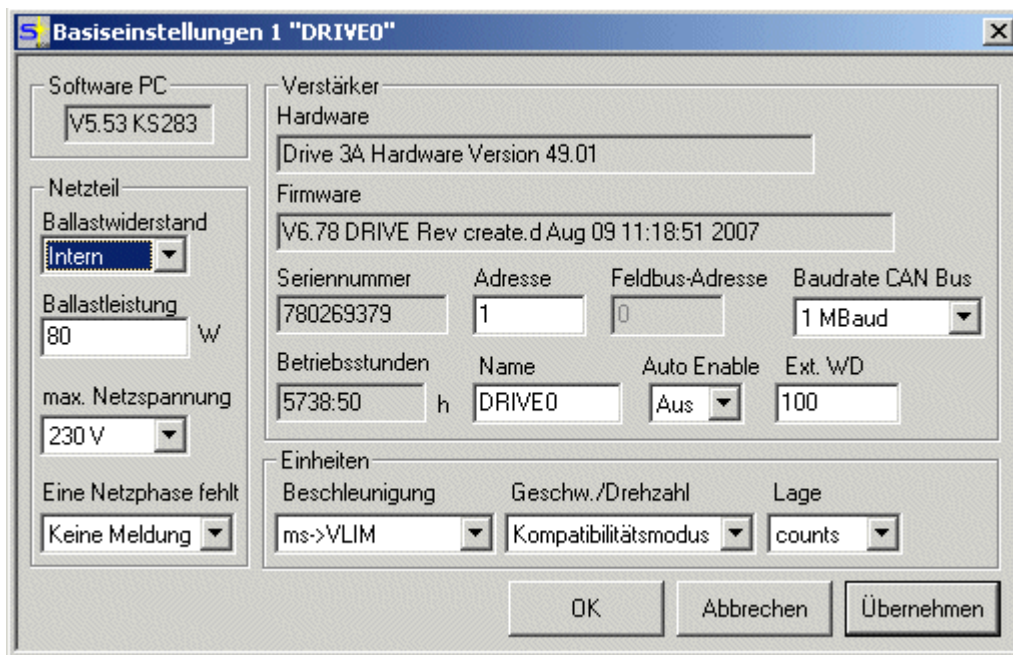 Basiseinstellungen 1 "DRIVE0"
Software PC
V5.53 KS283
Netzteil
Ballastwiderstand
Intern
Ballastleistung
80 W
max. Netzspannung
230 V
Eine Netzphase fehlt
Keine Meldung
Verstärker
Hardware
Drive 3A Hardware Version 49.01
Firmware
V6.78 DRIVE Rev create.d Aug 09 11:18:51 2007
Seriennummer Adresse Feldbus-Adresse Baudrate CAN Bus
780269379 1 0 1 MBaud
Betriebsstunden Name Auto Enable Ext. WD
5738:50 h DRIVE0 Aus 100
Einheiten
Beschleunigung Geschw./Drehzahl Lage
ms->VLIM Kompatibilitätsmodus counts
OK Abbrechen Übernehmen